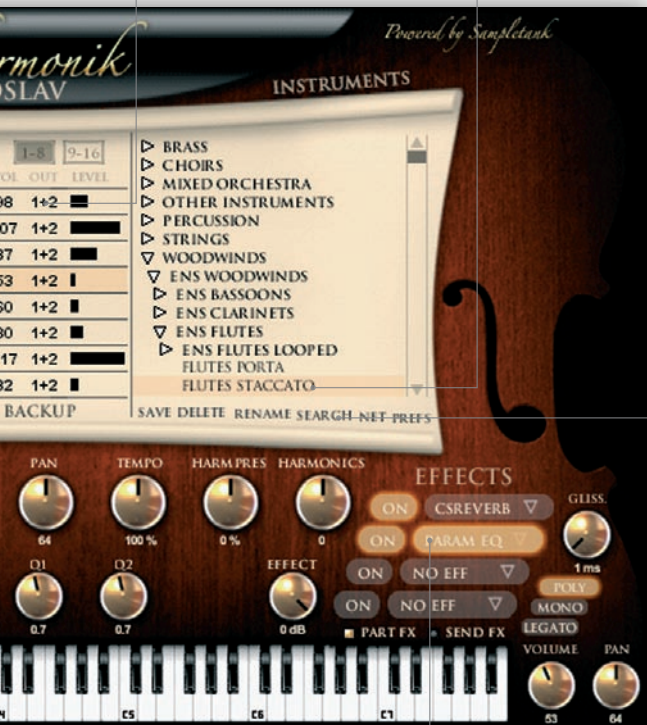 Powered by Sampletank
rmonik
OSLAV
INSTRUMENTS
1-8 9-16
VOL OUT LEVEL
98 1+2
07 1+2
87 1+2
53 1+2
60 1+2
80 1+2
17 1+2
32 1+2
BACKUP
BRASS
CHOIRS
MIXED ORCHESTRA
OTHER INSTRUMENTS
PERCUSSION
STRINGS
WOODWINDS
ENS WOODWINDS
ENS BASSOONS
ENS CLARINETS
ENS FLUTES
ENS FLUTES LOOPED
FLUTES PORTA
FLUTES STACCATO
SAVE DELETE RENAME SEARCH NET PREFS
PAN TEMPO HARM PRES HARMONICS
64 100 % 0 % 0
Q1 Q2 EFFECT
0.7 0.7 0 dB
EFFECTS
ON CSREVERB
ON PARAM EQ
ON NO EFF
ON NO EFF
PART FX SEND FX
GLISS.
1 ms
POLY
MONO
LEGATO
VOLUME PAN
53 64
C5 C6 C7